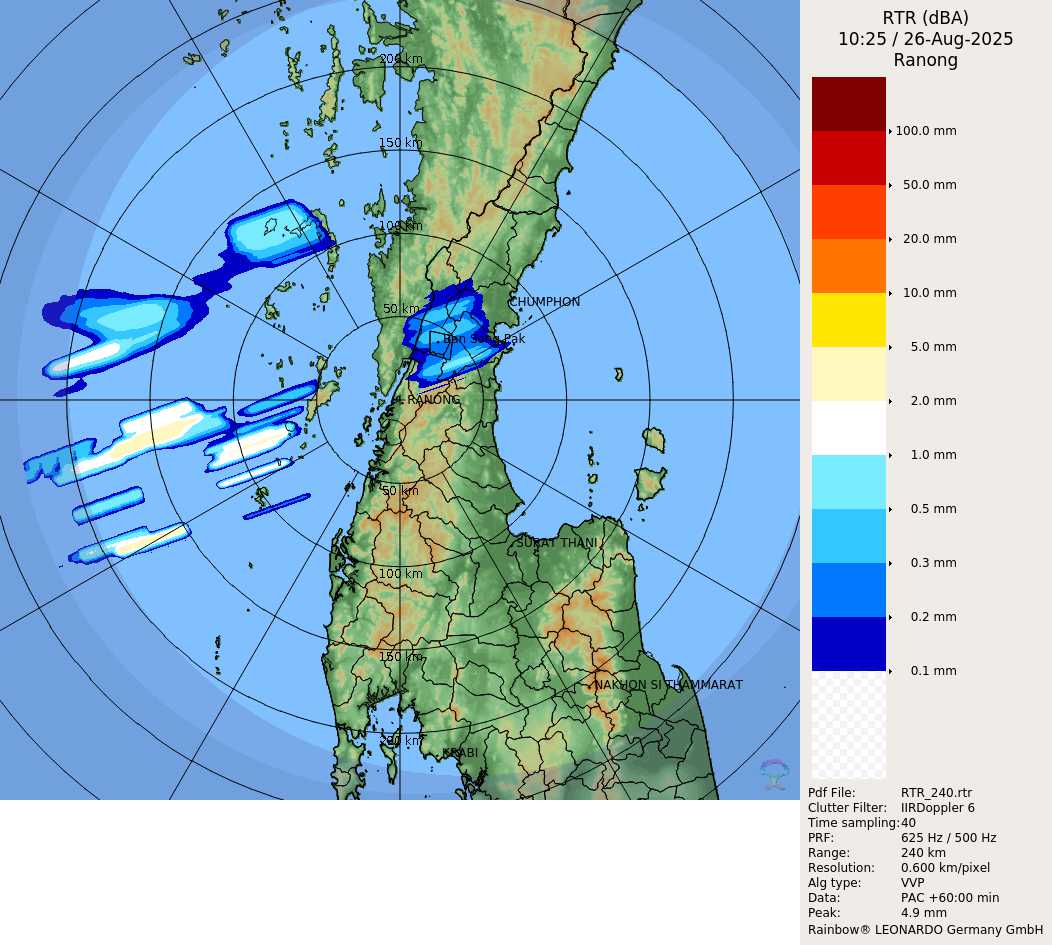 RTR (dBA)
10:25 / 26-Aug-2025
Ranong
200 km
150 km
100 km
50 km
CHUMPHON
RANONG
50 km
SURAT THANI
100 km
150 km
NAKHON SI THAMMARAT
200 km
KRABI
100.0 mm
50.0 mm
20.0 mm
10.0 mm
5.0 mm
2.0 mm
1.0 mm
0.5 mm
0.3 mm
0.2 mm
0.1 mm
Pdf File: RTR_240.rtr
Clutter Filter: IIRDoppler 6
Time sampling:40
PRF: 625 Hz / 500 Hz
Range: 240 km
Resolution: 0.600 km/pixel
Alg type: VVP
Data: PAC +60:00 min
Peak: 4.9 mm
Rainbow® LEONARDO Germany GmbH